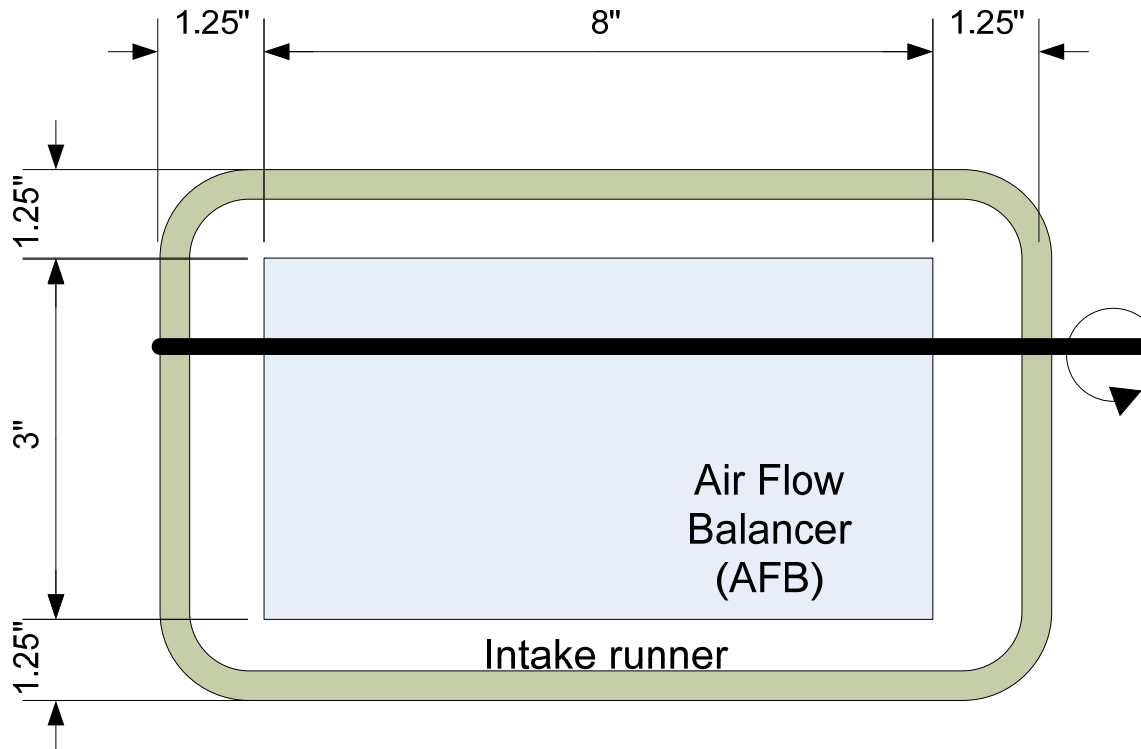 1.25"
8"
1.25"
1.25"
3"
1.25"
Air Flow
Balancer
(AFB)
Intake runner